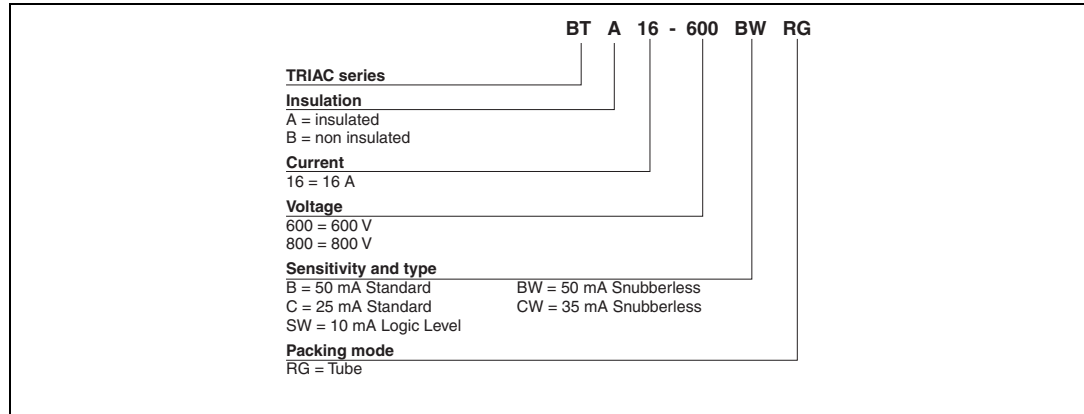 BT A 16 - 600 BW RG
TRIAC series
Insulation
A = insulated
B = non insulated
Current
16 = 16 A
Voltage
600 = 600 V
800 = 800 V
Sensitivity and type
B = 50 mA Standard BW = 50 mA Snubberless
C = 25 mA Standard CW = 35 mA Snubberless
SW = 10 mA Logic Level
Packing mode
RG = Tube